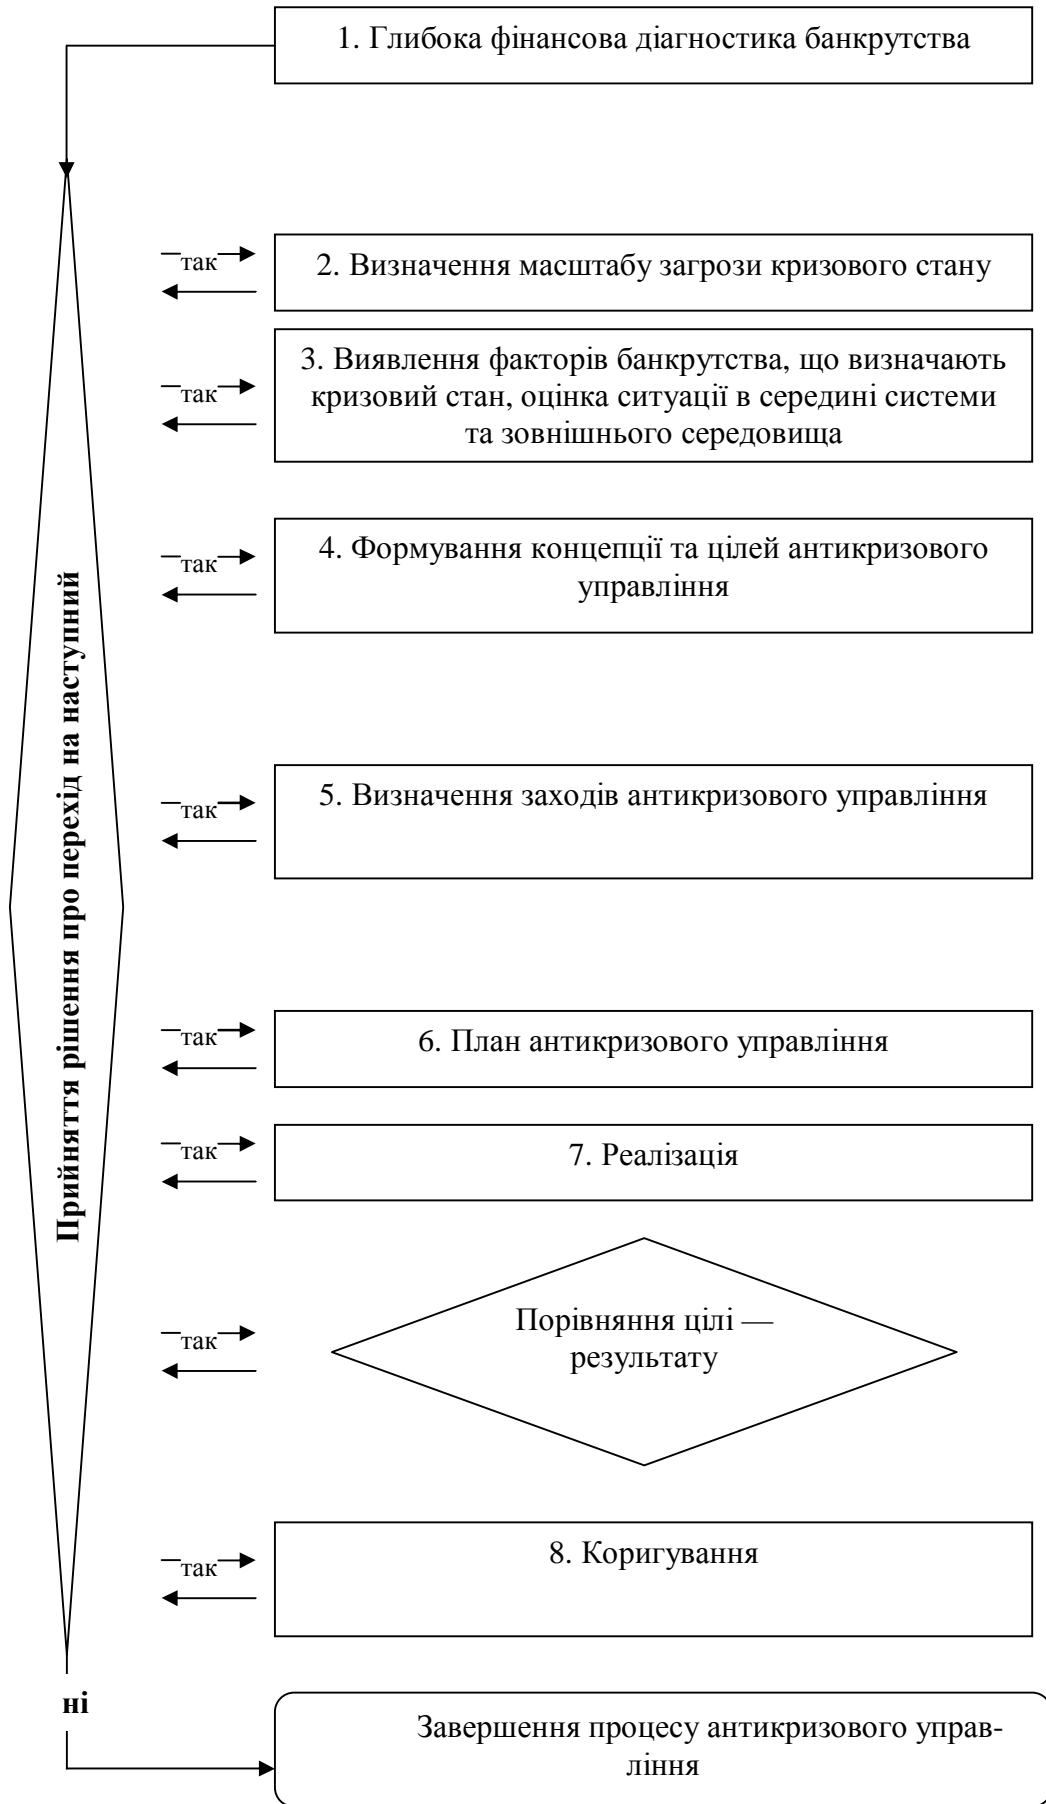 1. Глибока фінансова діагностика банкрутства
так
2. Визначення масштабу загрози кризового стану
так
3. Виявлення факторів банкрутства, що визначають
кризовий стан, оцінка ситуації в середині системи
та зовнішнього середовища
так
4. Формування концепції та цілей антикризового
управління
Прийняття рішення про перехід на наступний
так
5. Визначення заходів антикризового управління
так
6. План антикризового управління
так
7. Реалізація
так
Порівняння цілі —
результату
так
8. Коригування
ні
Завершення процесу антикризового управ-
ління